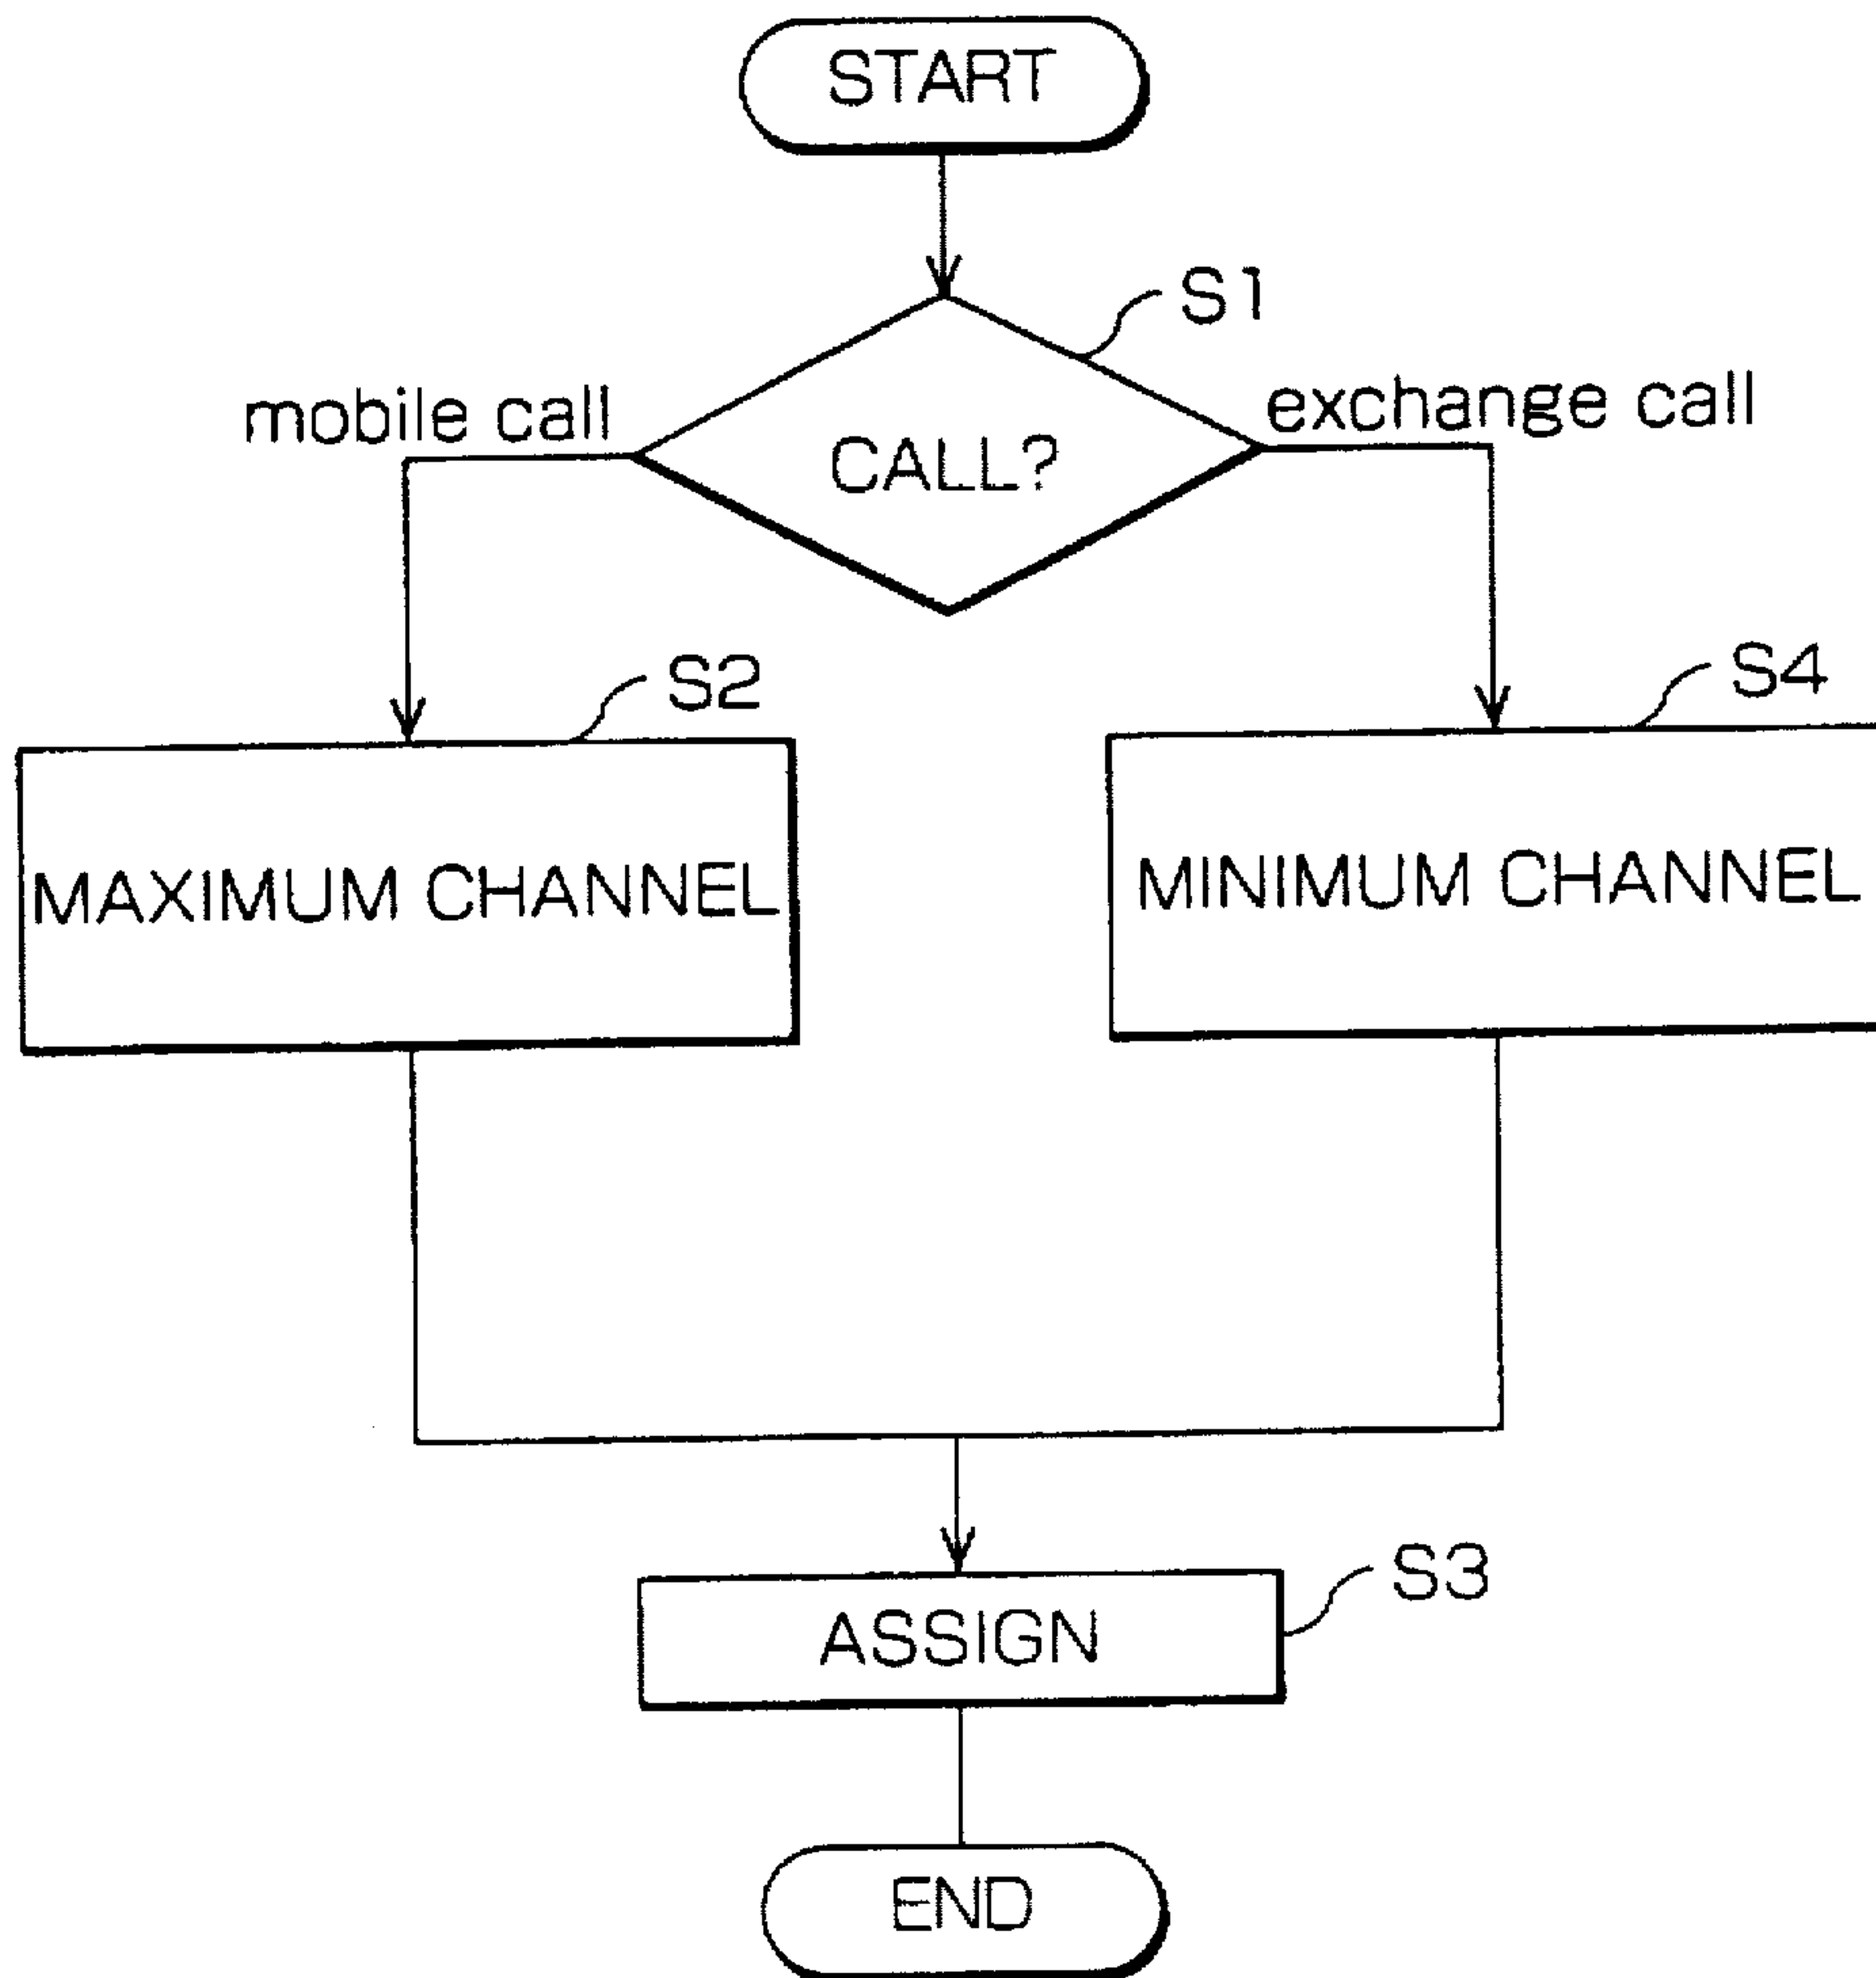 START
S1
mobile call
exchange call
CALL?
S2
S4
MAXIMUM CHANNEL
MINIMUM CHANNEL
S3
ASSIGN
END